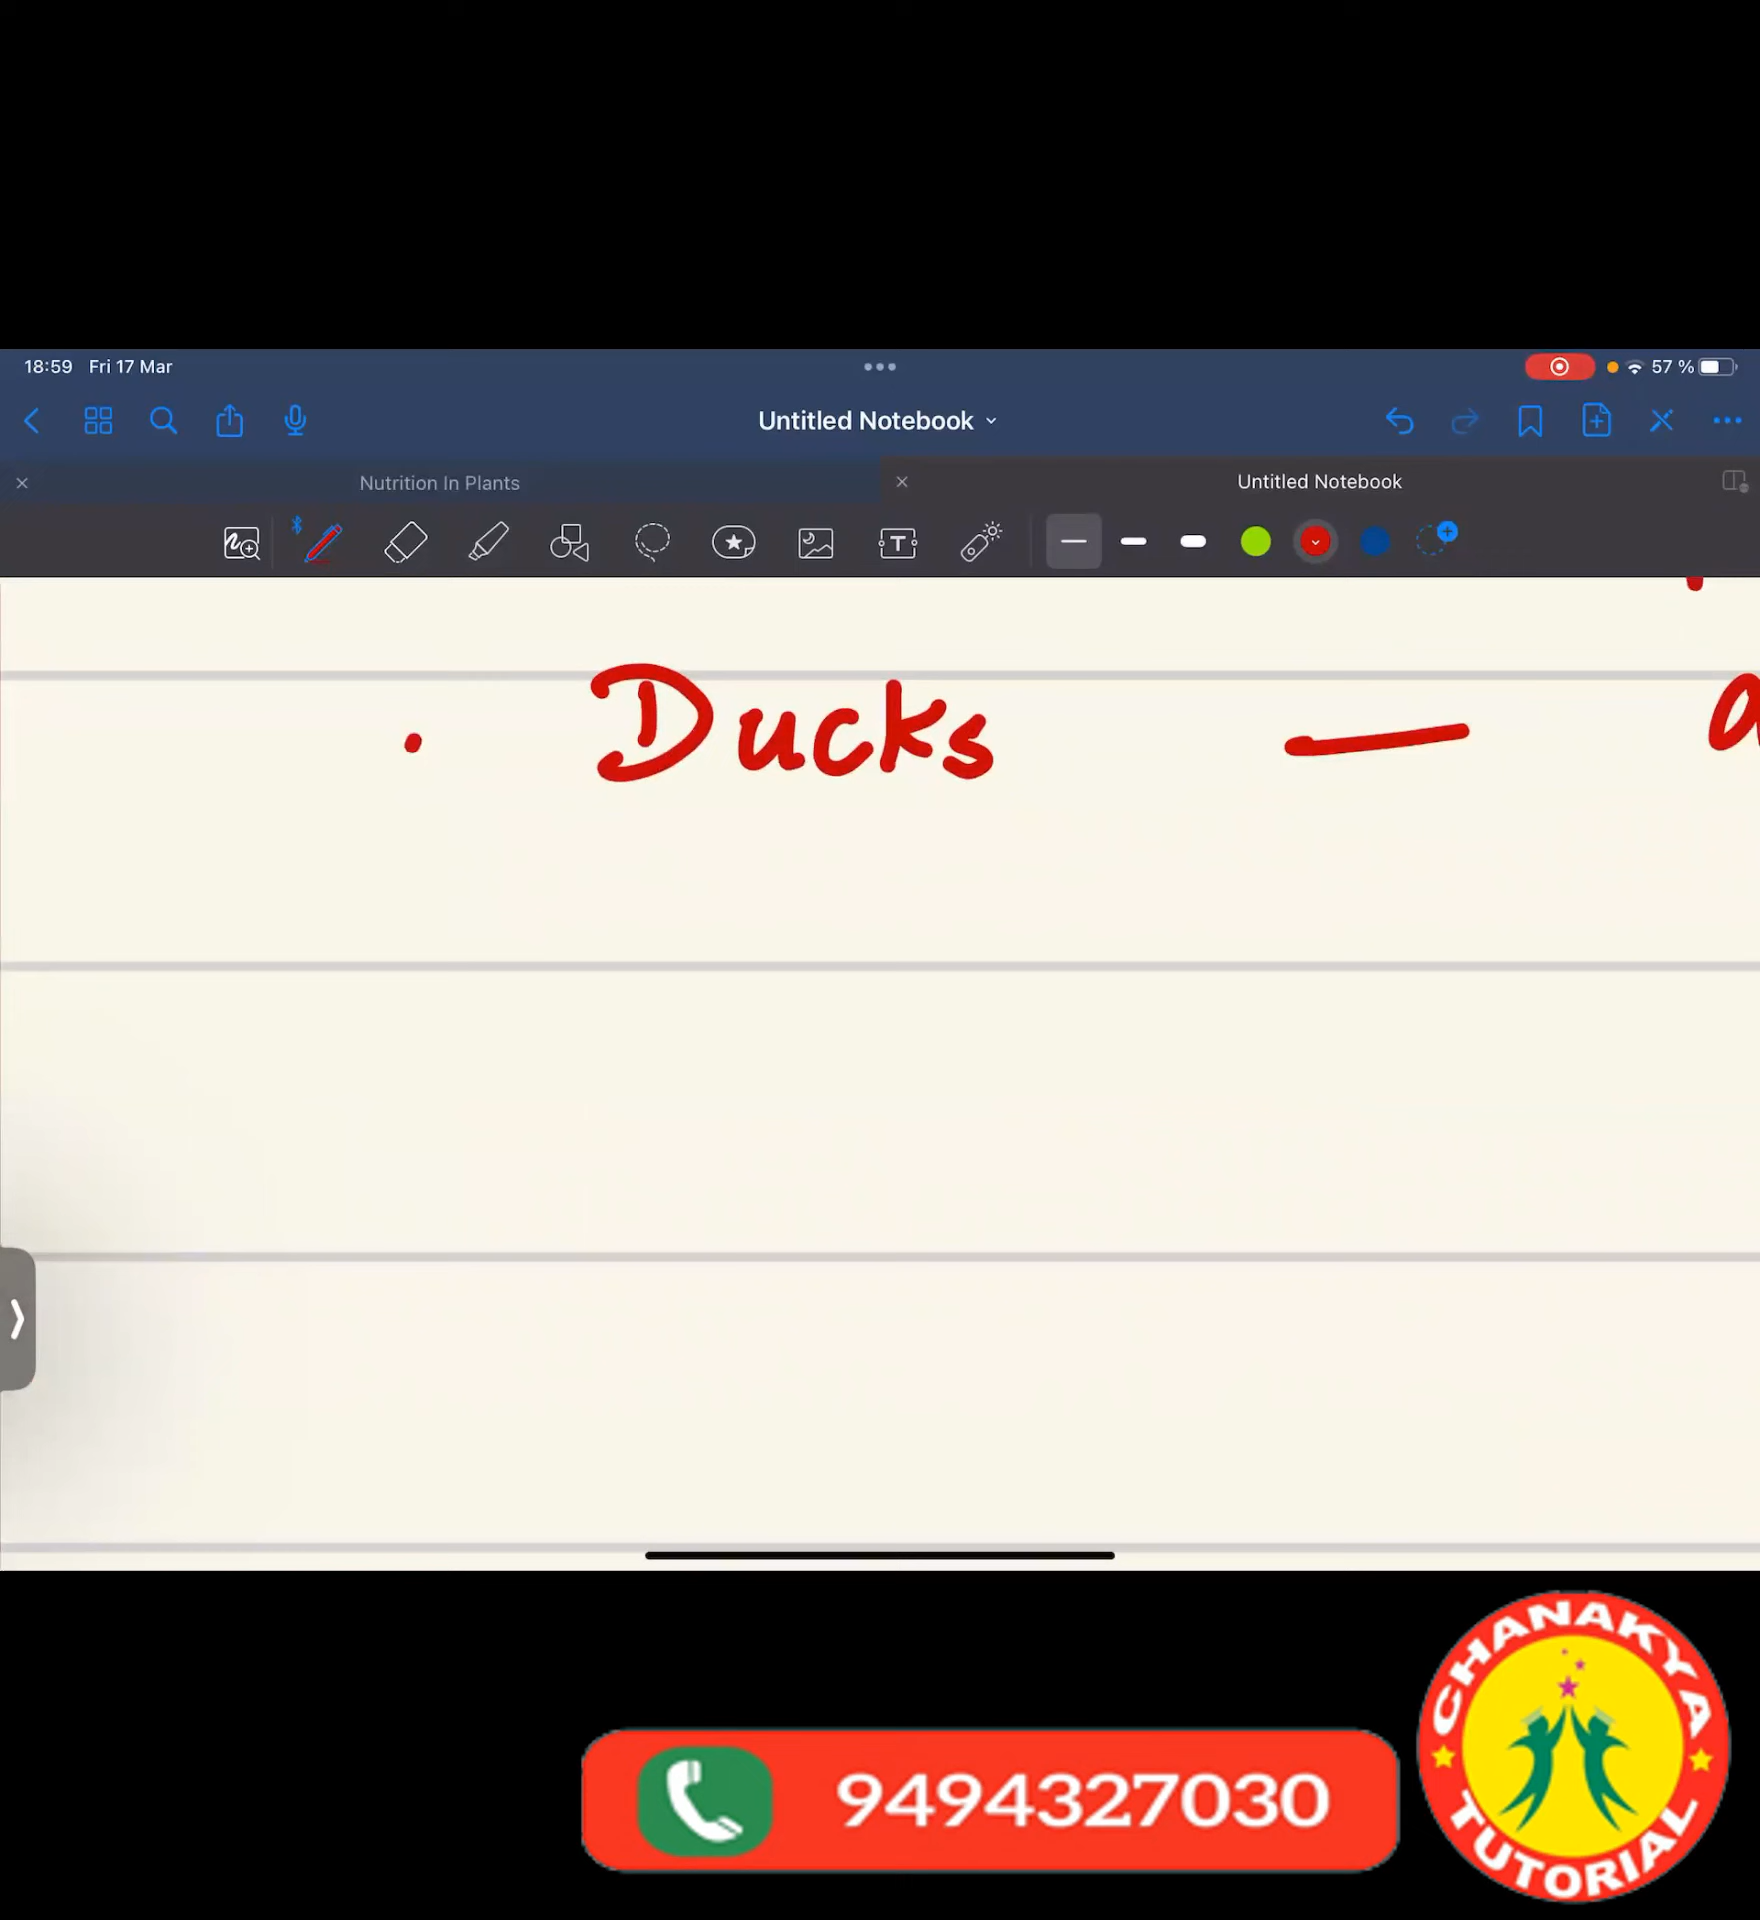 18:59 Fri 17 Mar
57 %
Untitled Notebook
Nutrition In Plants
Untitled Notebook
T
• Ducks — a
9494327030
CHANAKYA
TUTORIAL